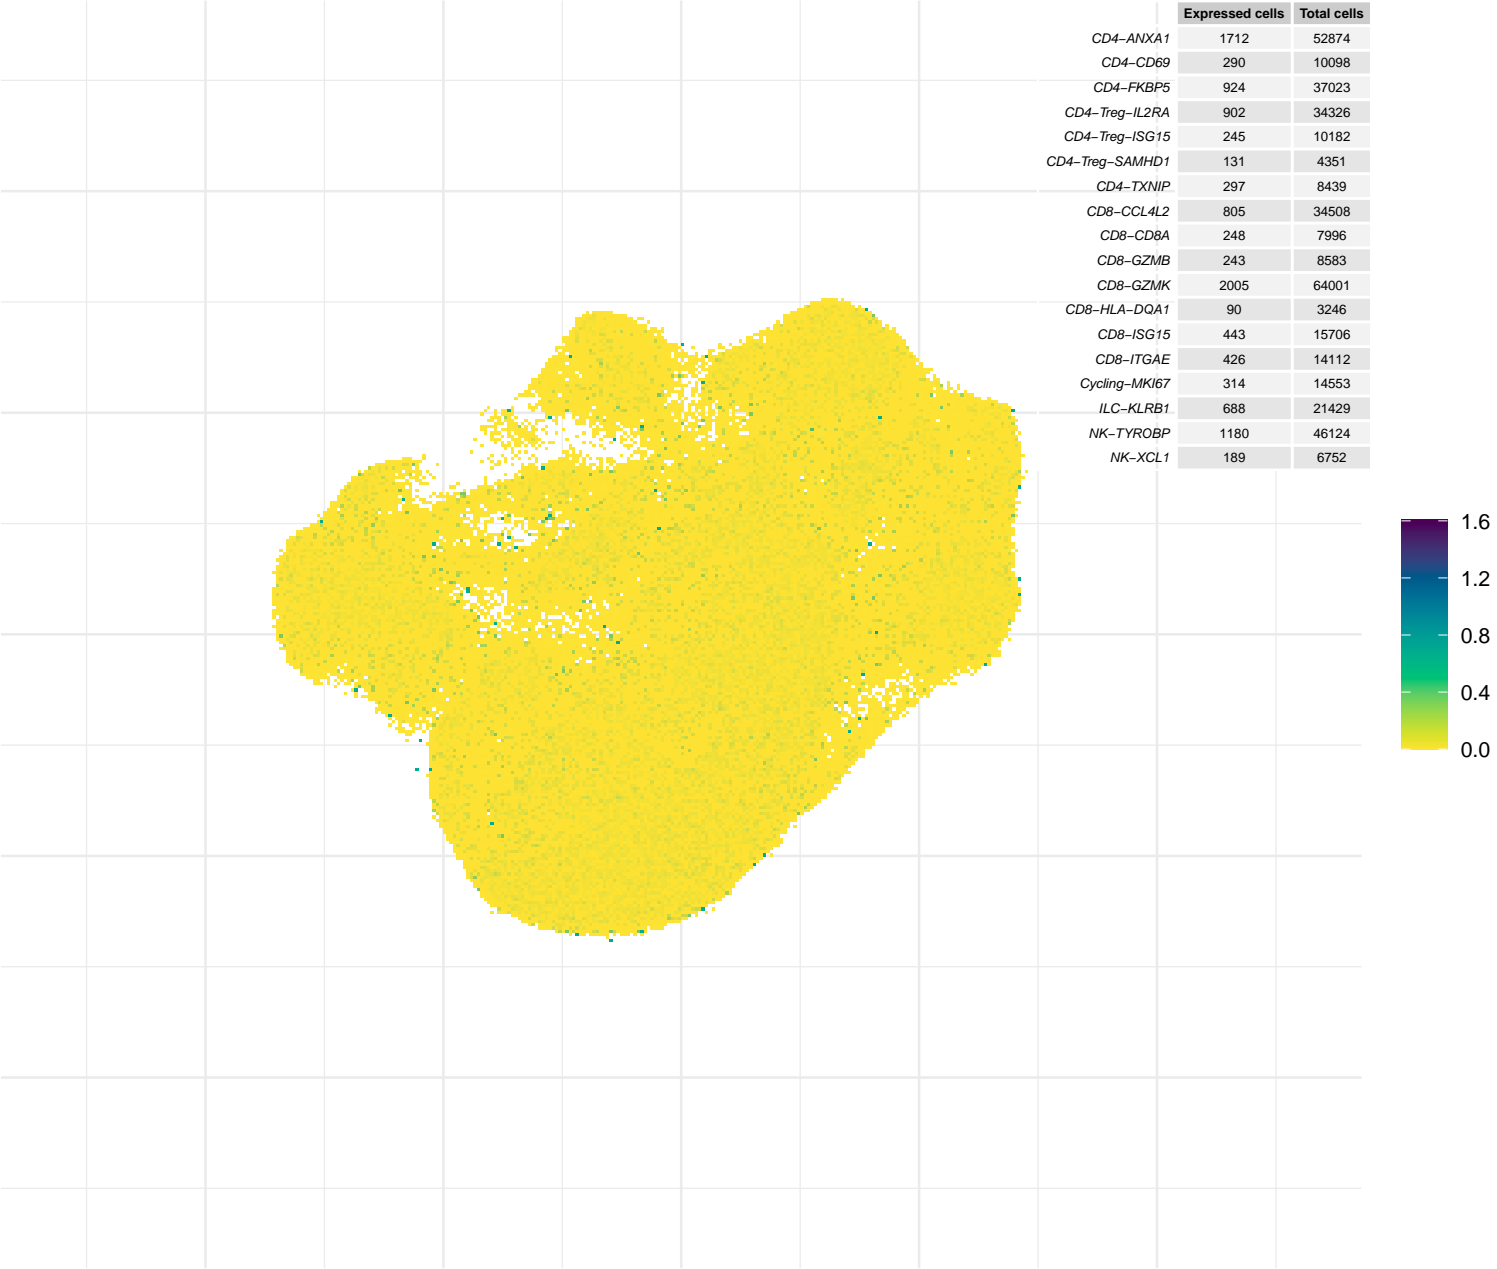 Expressed cells Total cells
CD4−ANXA1 1712 52874
CD4−CD69 290 10098
CD4−FKBP5 924 37023
CD4−Treg−IL2RA 902 34326
CD4−Treg−ISG15 245 10182
CD4−Treg−SAMHD1 131 4351
CD4−TXNIP 297 8439
CD8−CCL4L2 805 34508
CD8−CD8A 248 7996
CD8−GZMB 243 8583
CD8−GZMK 2005 64001
CD8−HLA−DQA1 90 3246
CD8−ISG15 443 15706
CD8−ITGAE 426 14112
Cycling−MKI67 314 14553
ILC−KLRB1 688 21429
NK−TYROBP 1180 46124
NK−XCL1 189 6752
1.6
1.2
0.8
0.4
0.0